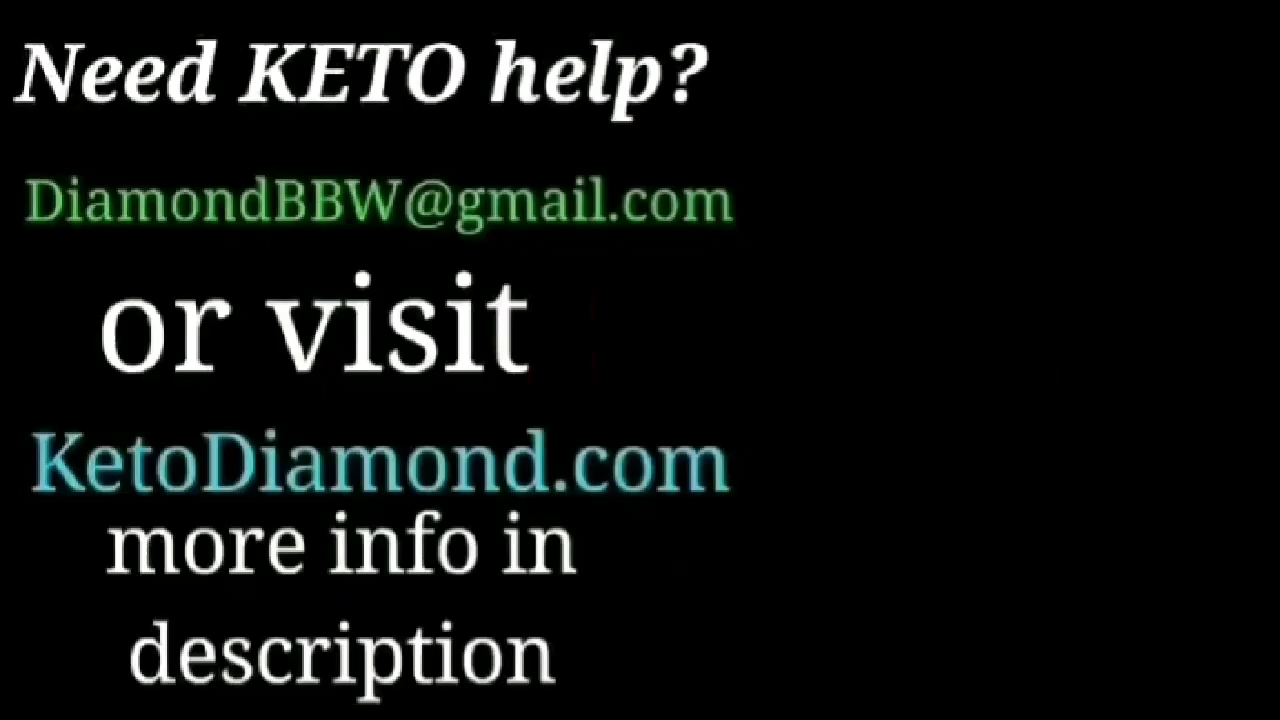 Need KETO help?
DiamondBBW@gmail.com
or visit
KetoDiamond.com
more info in
description